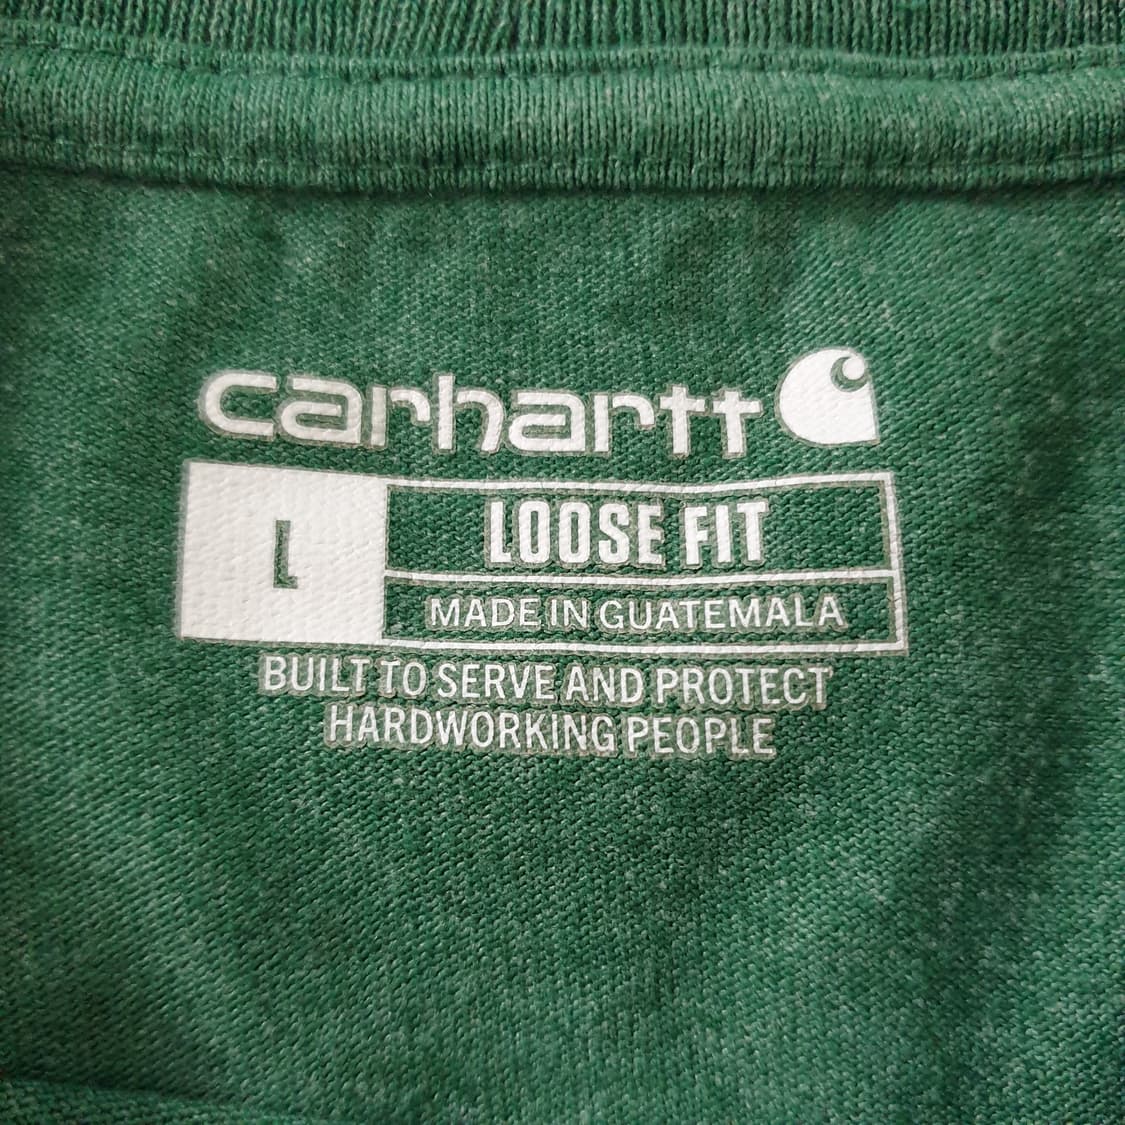 carhartt
L
LOOSE FIT
MADE IN GUATEMALA
BUILT TO SERVE AND PROTECT
HARDWORKING PEOPLE